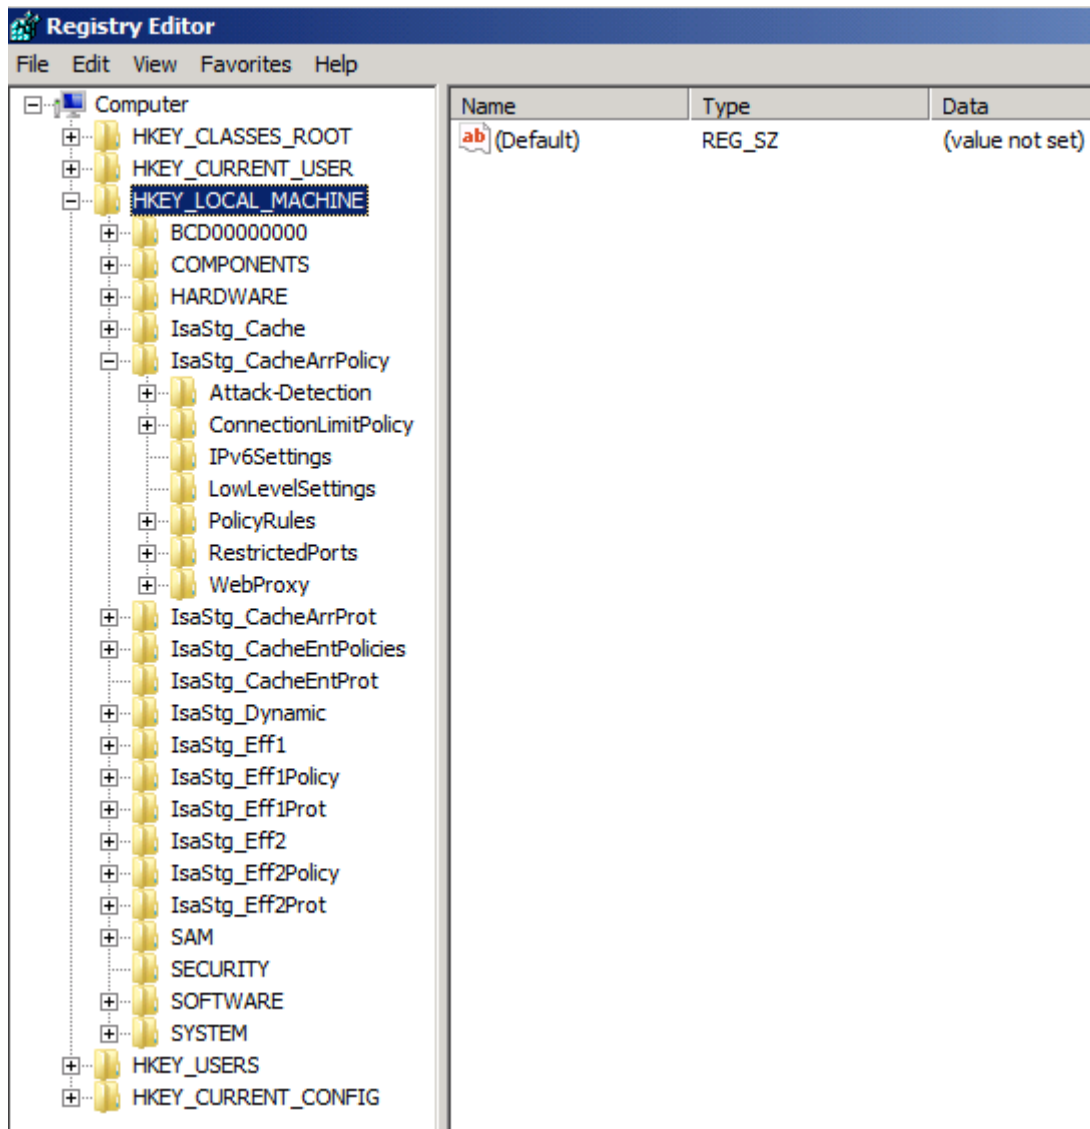 Registry Editor
File Edit View Favorites Help
Computer
HKEY_CLASSES_ROOT
HKEY_CURRENT_USER
HKEY_LOCAL_MACHINE
BCD00000000
COMPONENTS
HARDWARE
IsaStg_Cache
IsaStg_CacheArrPolicy
Attack-Detection
ConnectionLimitPolicy
IPv6Settings
LowLevelSettings
PolicyRules
RestrictedPorts
WebProxy
IsaStg_CacheArrProt
IsaStg_CacheEntPolicies
IsaStg_CacheEntProt
IsaStg_Dynamic
IsaStg_Eff1
IsaStg_Eff1Policy
IsaStg_Eff1Prot
IsaStg_Eff2
IsaStg_Eff2Policy
IsaStg_Eff2Prot
SAM
SECURITY
SOFTWARE
SYSTEM
HKEY_USERS
HKEY_CURRENT_CONFIG
Name Type Data
ab (Default) REG_SZ (value not set)